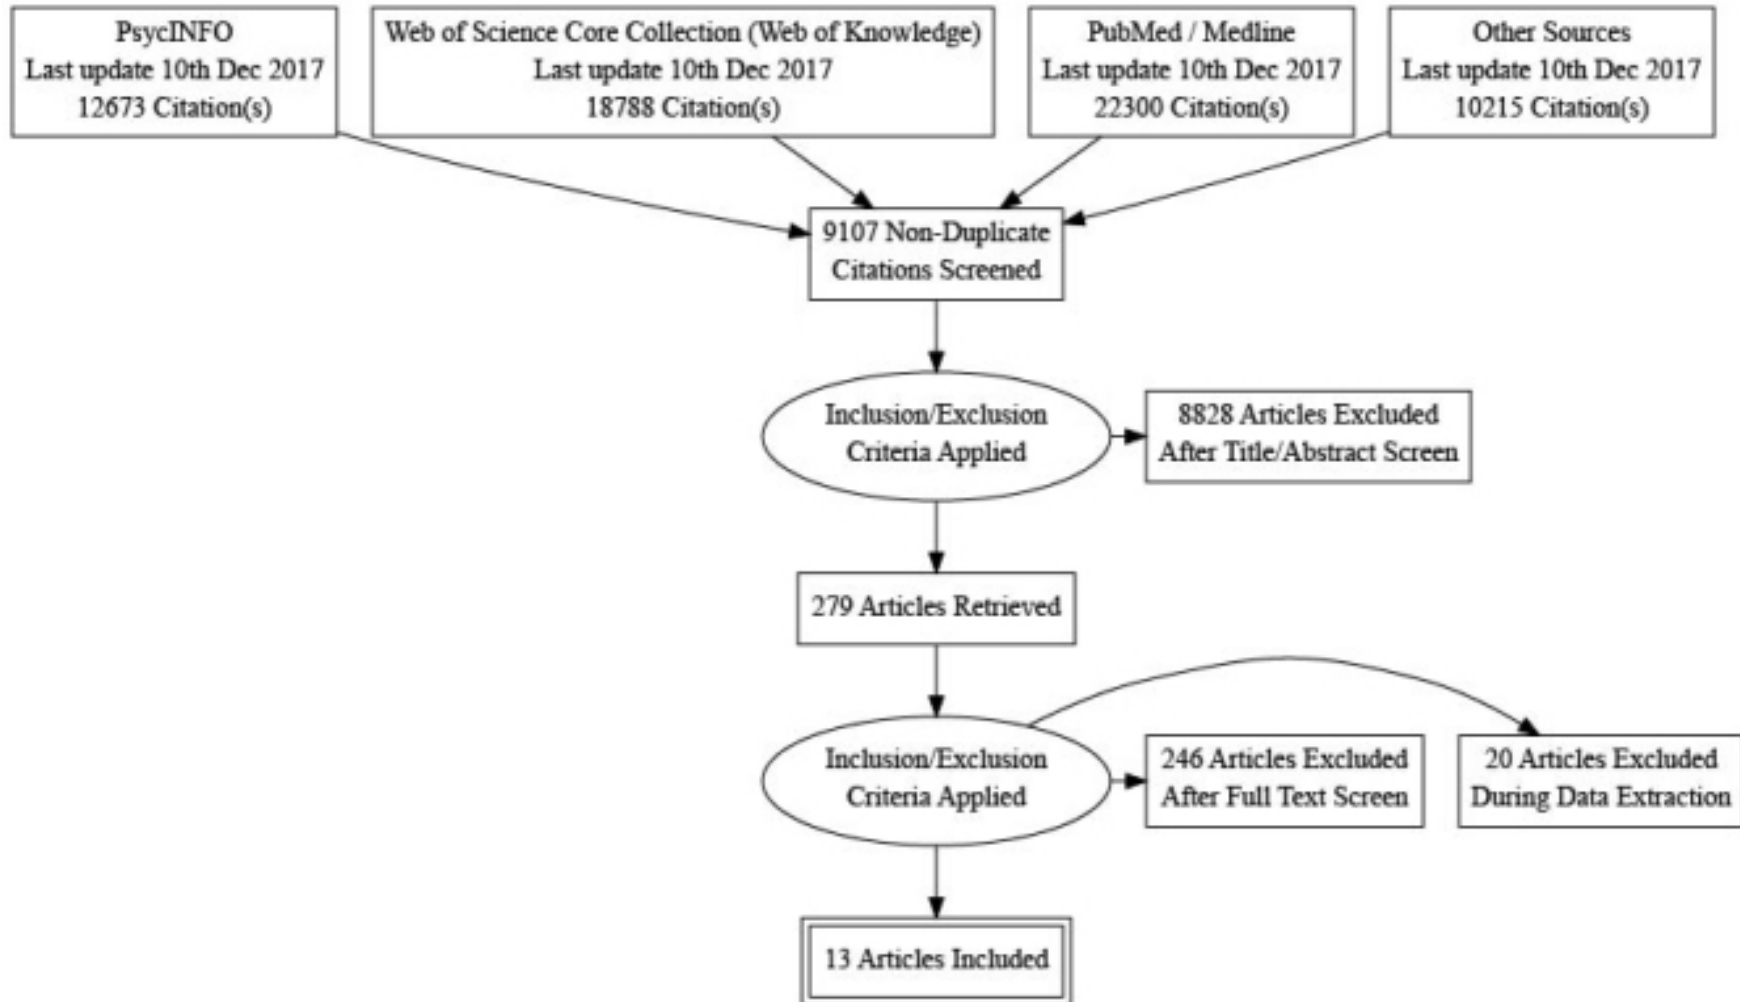 PsycINFO
Last update 10th Dec 2017
12673 Citation(s)
Web of Science Core Collection (Web of Knowledge)
Last update 10th Dec 2017
18788 Citation(s)
PubMed / Medline
Last update 10th Dec 2017
22300 Citation(s)
Other Sources
Last update 10th Dec 2017
10215 Citation(s)
9107 Non-Duplicate
Citations Screened
Inclusion/Exclusion
Criteria Applied
8828 Articles Excluded
After Title/Abstract Screen
279 Articles Retrieved
Inclusion/Exclusion
Criteria Applied
246 Articles Excluded
After Full Text Screen
20 Articles Excluded
During Data Extraction
13 Articles Included